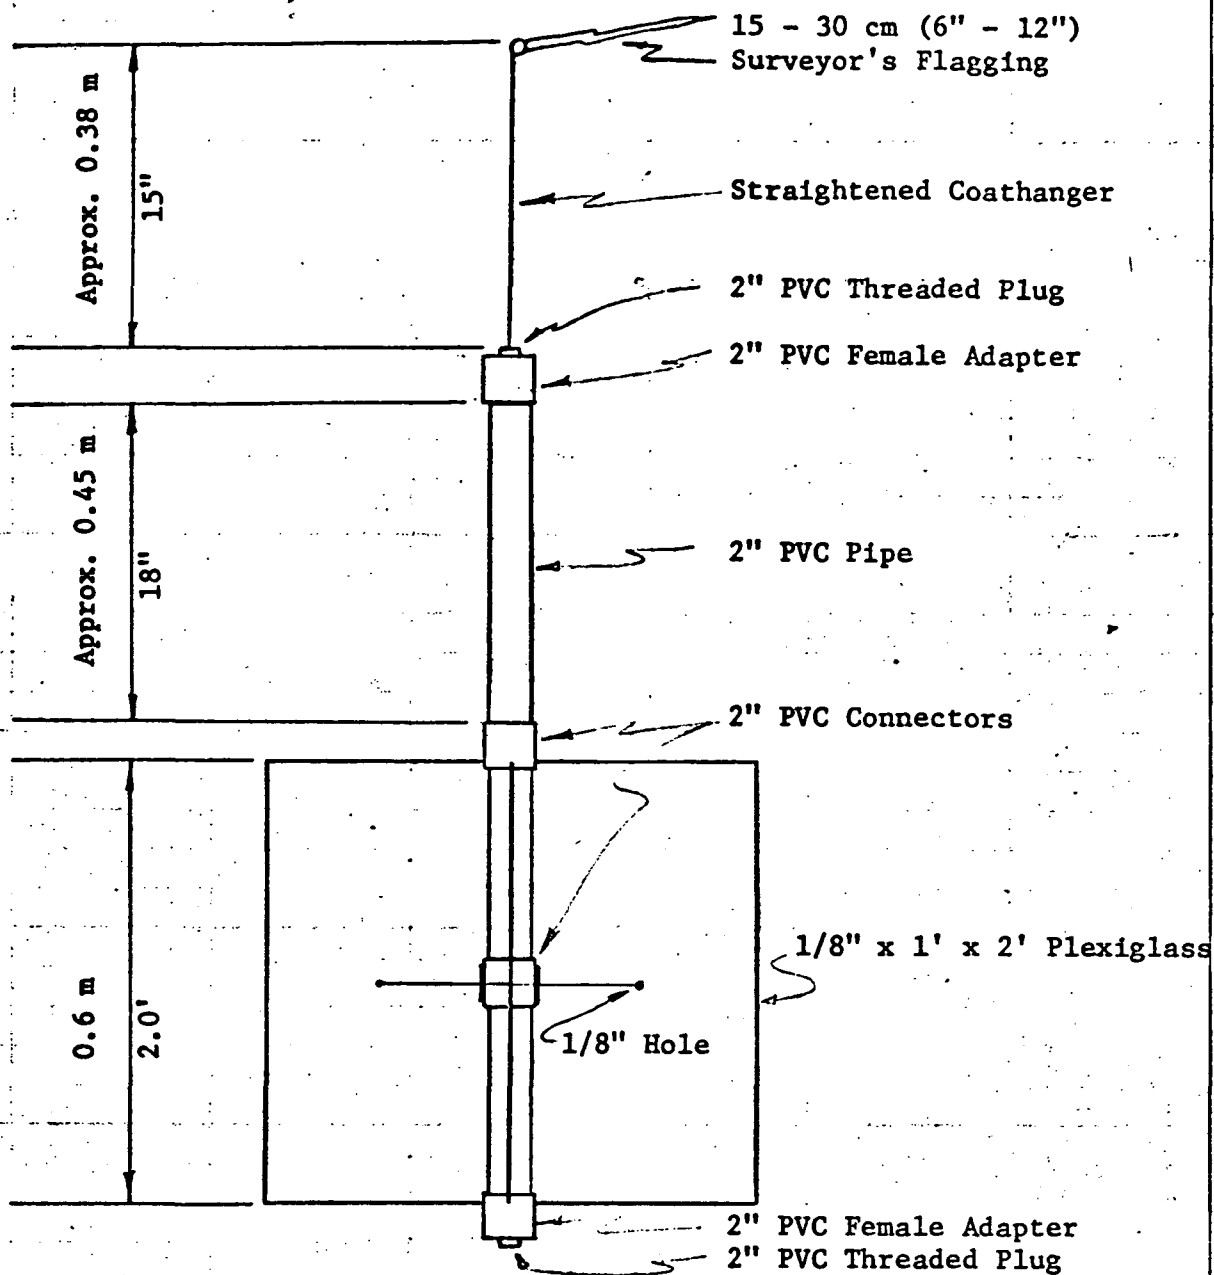 15 - 30 cm (6" - 12")
Surveyor's Flagging
Approx. 0.38 m
15"
Straightened Coathanger
2" PVC Threaded Plug
2" PVC Female Adapter
Approx. 0.45 m
18"
2" PVC Pipe
2" PVC Connectors
1/8" x 1' x 2' Plexiglass
0.6 m
2.0'
1/8" Hole
2" PVC Female Adapter
2" PVC Threaded Plug